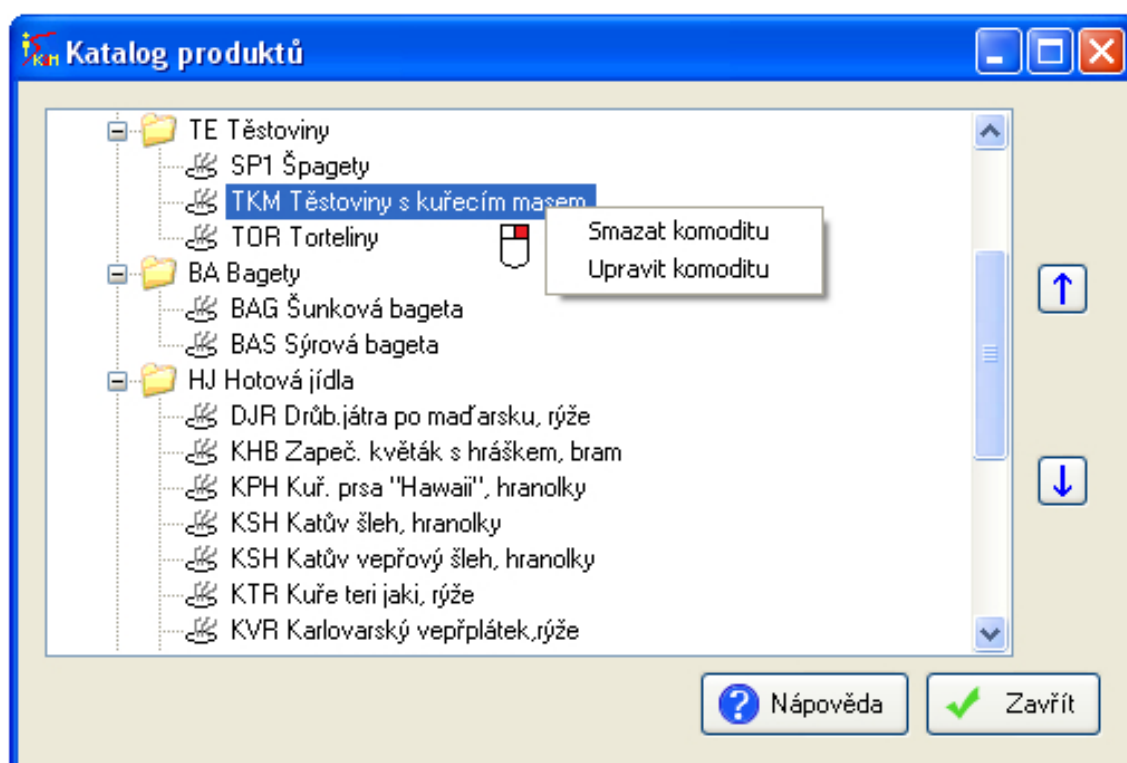 Katalog produktů
TE Těstoviny
SP1 Špagety
TKM Těstoviny s kuřecím masem
TOR Torteliny
Smazat komoditu
Upravit komoditu
BA Bagety
BAG Šunková bageta
BAS Sýrová bageta
HJ Hotová jídla
DJR Drůb.játra po maďarsku, rýže
KHB Zapeč. květák s hráškem, bram
KPH Kuř. prsa "Hawaii", hranolky
KSH Katův šleh, hranolky
KSH Katův vepřový šleh, hranolky
KTR Kuře teri jaki, rýže
KVR Karlovarský vepřplátek,rýže
Nápověda
Zavřít